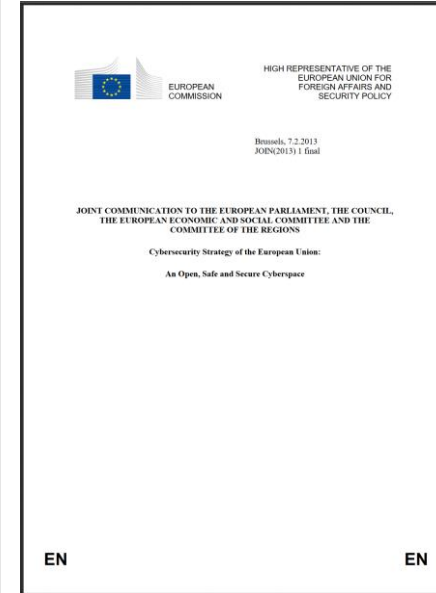 EUROPEAN
COMMISSION
HIGH REPRESENTATIVE OF THE
EUROPEAN UNION FOR
FOREIGN AFFAIRS AND
SECURITY POLICY
Brussels, 7.2.2013
JOIN(2013) 1 final
JOINT COMMUNICATION TO THE EUROPEAN PARLIAMENT, THE COUNCIL,
THE EUROPEAN ECONOMIC AND SOCIAL COMMITTEE AND THE
COMMITTEE OF THE REGIONS
Cybersecurity Strategy of the European Union:
An Open, Safe and Secure Cyberspace
EN
EN